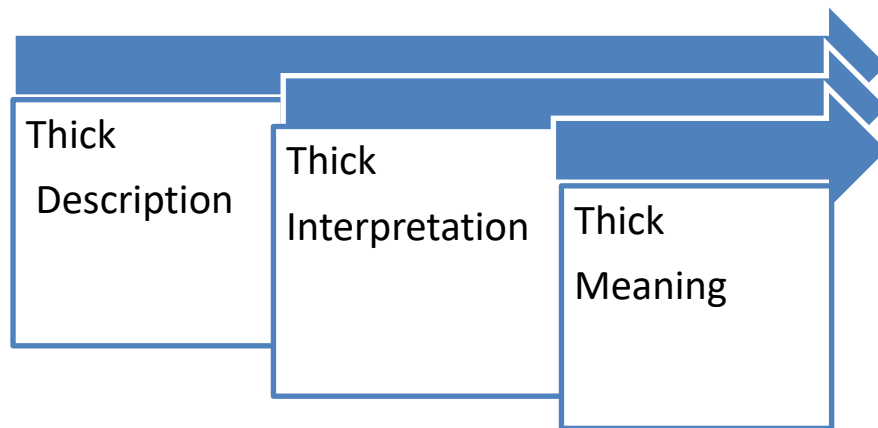 Thick
Description
Thick
Interpretation
Thick
Meaning